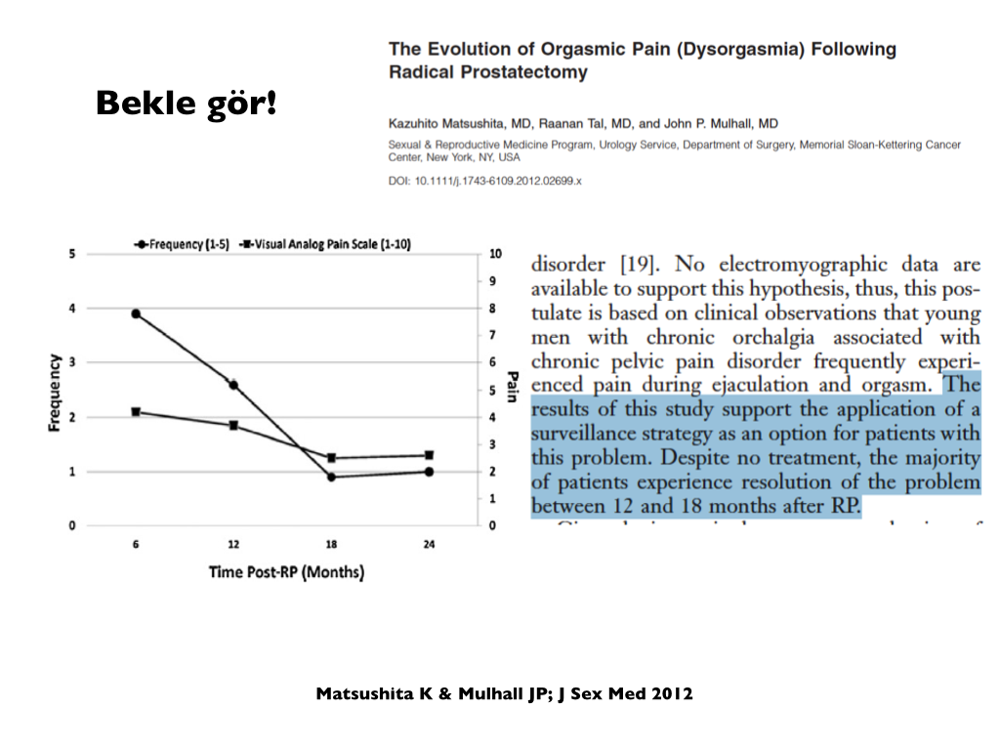 The Evolution of Orgasmic Pain (Dysorgasmia) Following
Radical Prostatectomy
Bekle gör!
Kazuhito Matsushita, MD, Raanan Tal, MD, and John P. Mulhall, MD
Sexual & Reproductive Medicine Program, Urology Service, Department of Surgery, Memorial Sloan-Kettering Cancer
Center, New York, NY, USA
DOI: 10.1111/j.1743-6109.2012.02699.x
Frequency (1-5) Visual Analog Pain Scale (1-10)
5 10
9
4 8
7
3 6
5
2 4
3
1 2
1
0 0
Frequency
Pain
6 12 18 24
Time Post-RP (Months)
disorder [19]. No electromyographic data are
available to support this hypothesis, thus, this pos-
tulate is based on clinical observations that young
men with chronic orchalgia associated with
chronic pelvic pain disorder frequently experi-
enced pain during ejaculation and orgasm. The
results of this study support the application of a
surveillance strategy as an option for patients with
this problem. Despite no treatment, the majority
of patients experience resolution of the problem
between 12 and 18 months after RP.
Matsushita K & Mulhall JP; J Sex Med 2012